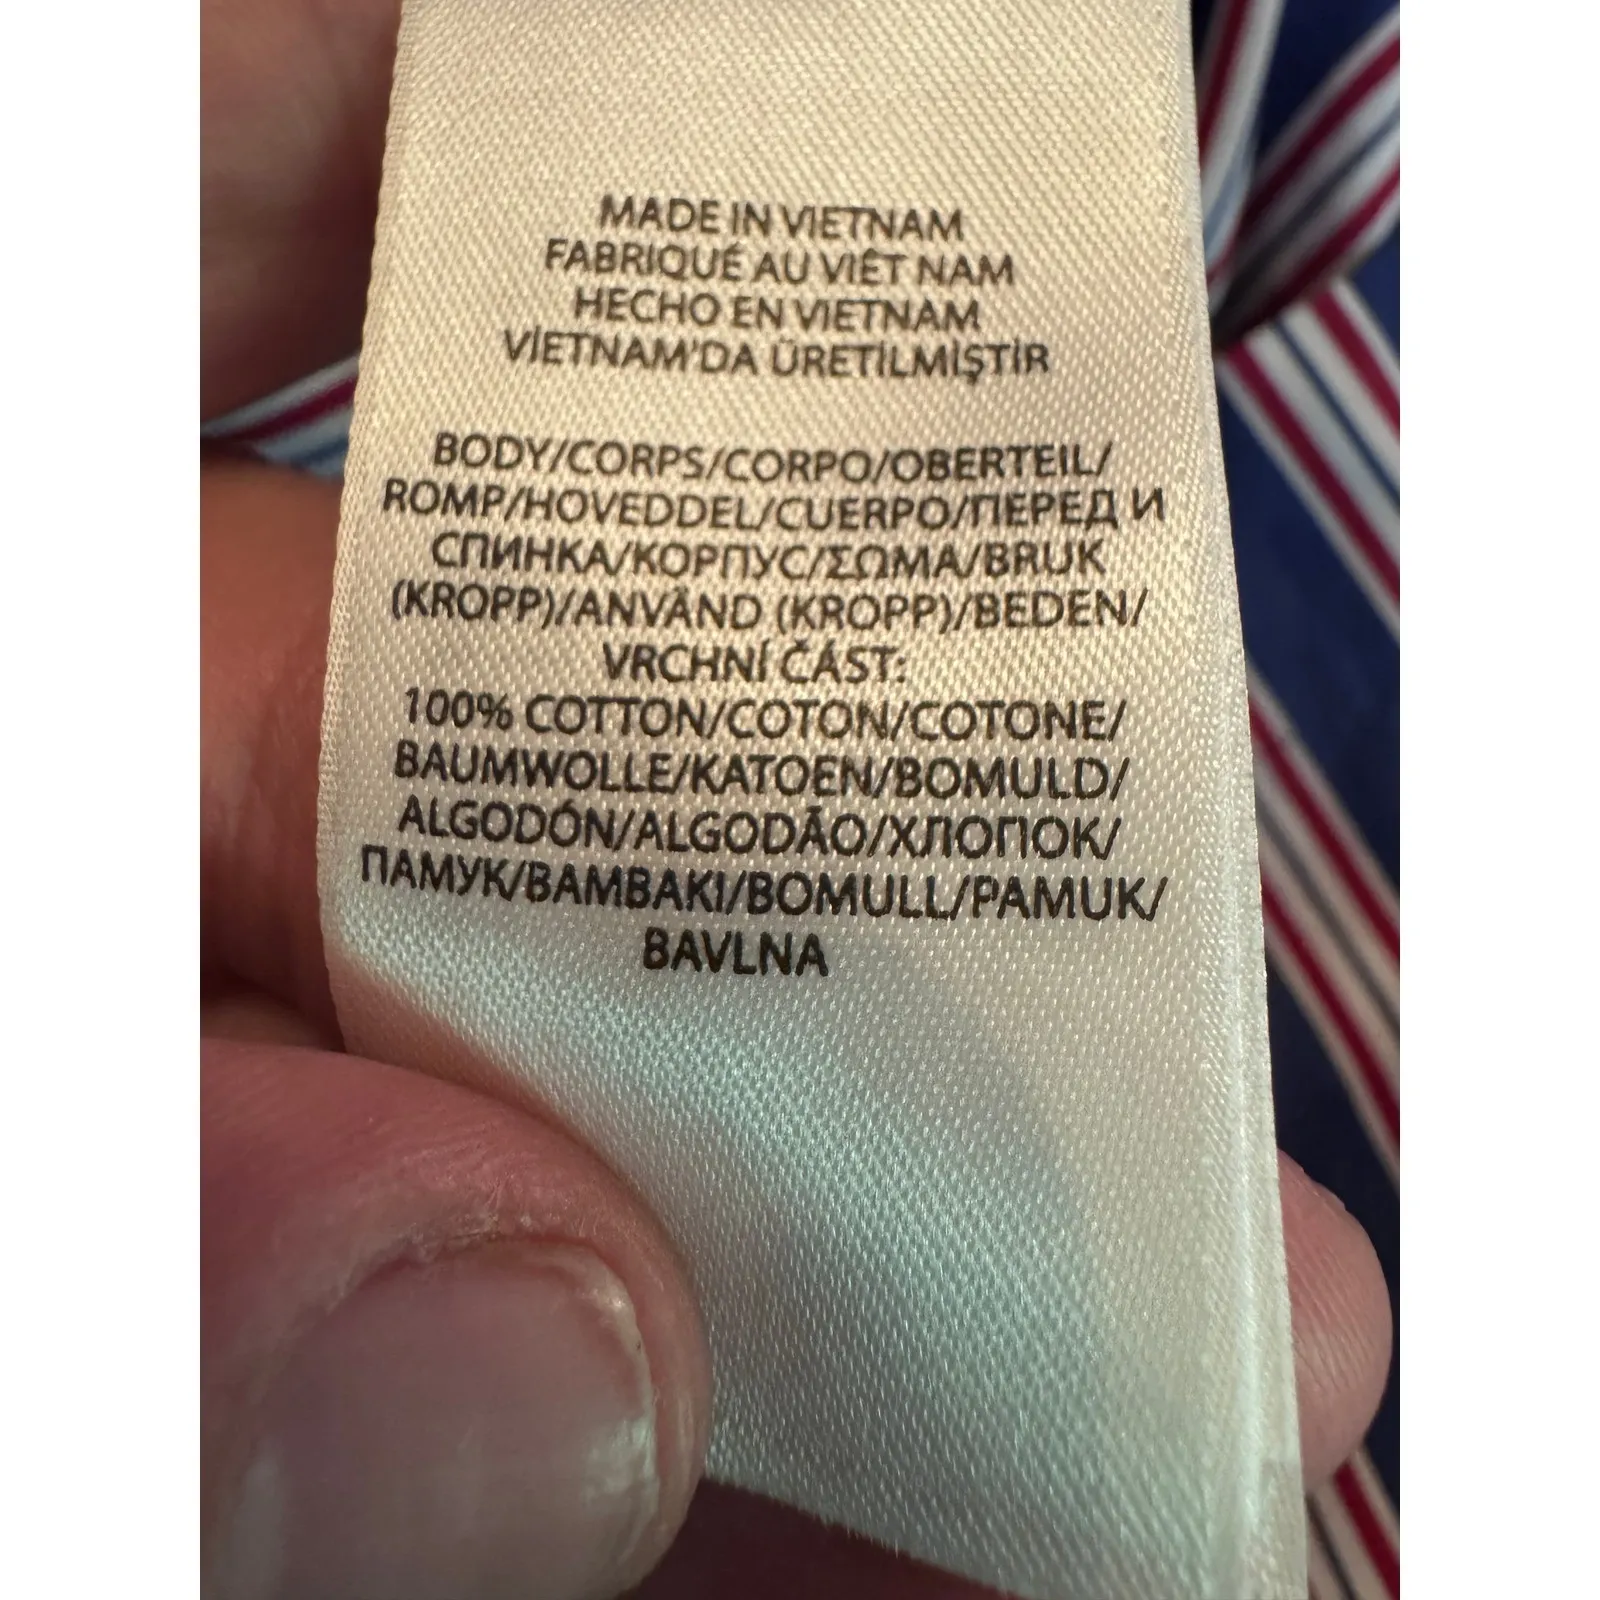 MADE IN VIETNAM
FABRIQUÉ AU VIÊT NAM
HECHO EN VIETNAM
VİETNAM'DA ÜRETİLMİŞTİR
BODY/CORPS/CORPO/OBERTEIL/
ROMP/HOVEDDEL/CUERPO/ПЕРЕД И
СПИНКА/КОРПУС/ΣΩΜΑ/BRUK
(KROPP)/ANVÄND (KROPP)/BEDEN/
VRCHNÍ ČÁST:
100% COTTON/COTON/COTONE/
BAUMWOLLE/KATOEN/BOMULD/
ALGODÓN/ALGODÃO/ХЛОПОК/
ПАМУК/BAMBAKI/BOMULL/PAMUK/
BAVLNA